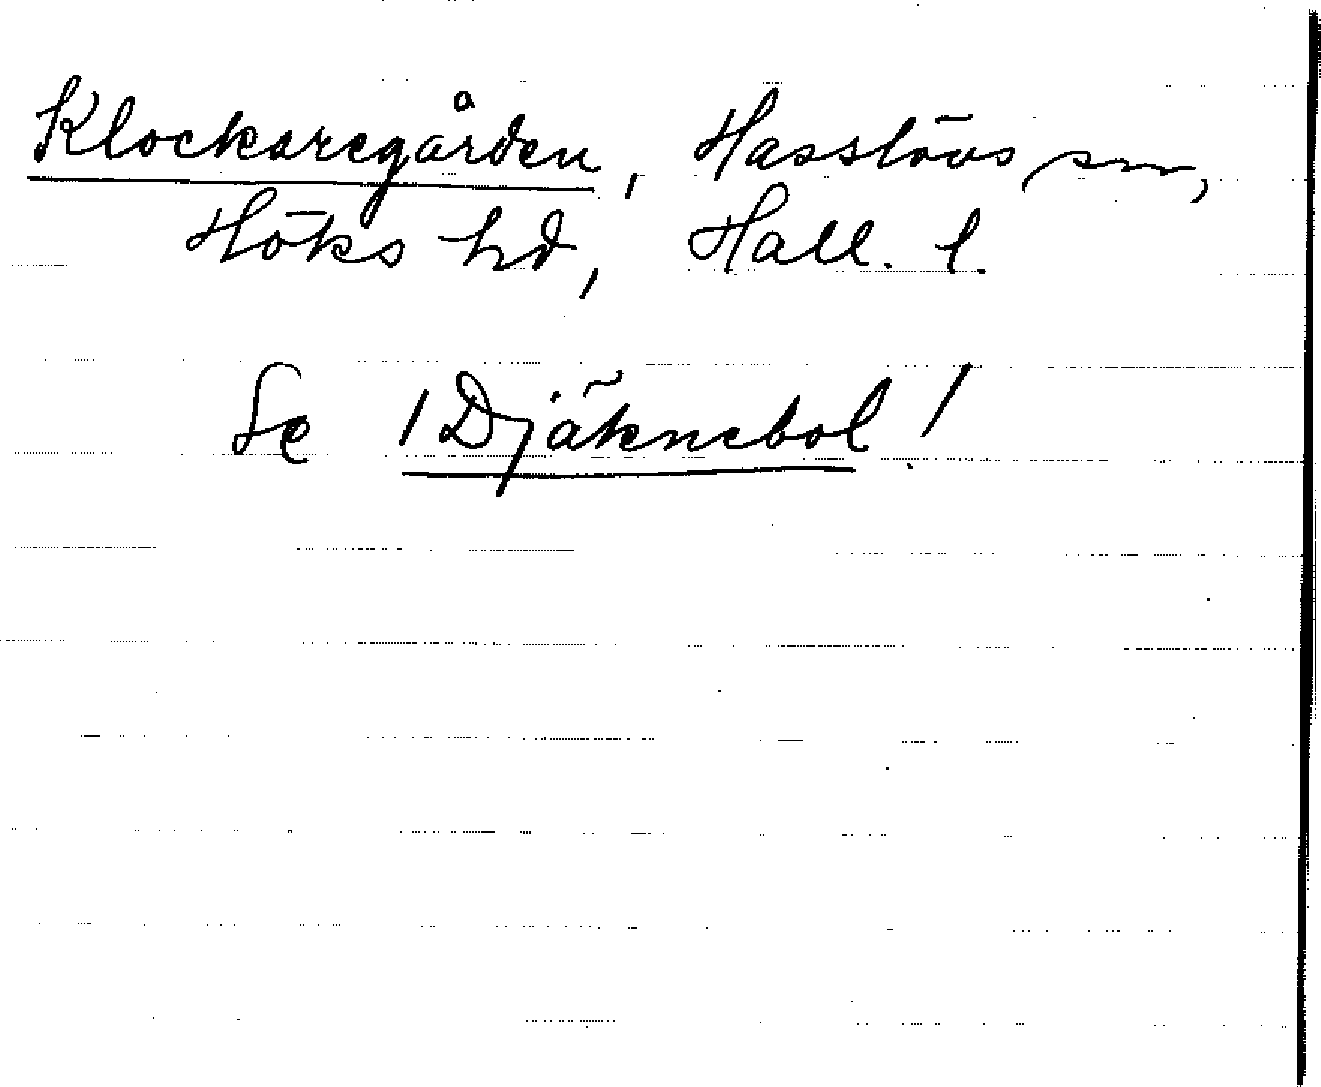 Klockaregården, Hasslövs sn,
Höks hd, Hall. l.
Se /Djäknebol!